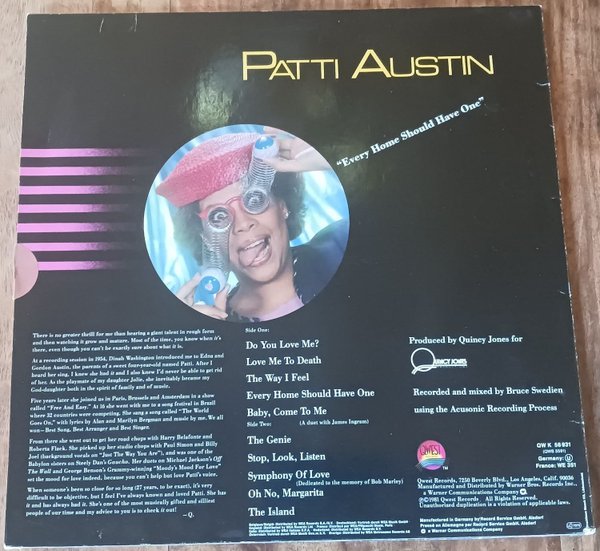 PATTI AUSTIN
"Every Home Should Have One"
There is no greater thrill for me than hearing a giant talent in rough form
and then watching it grow and mature. Most of the time, you know when it's
there, even though you can't be exactly sure about what it is.
At a recording session in 1954, Dinah Washington introduced me to Edna and
Gordon Austin, the parents of a sweet four-year-old named Patti. After I
heard her sing, I knew she had it and I also knew I'd never be able to get rid
of her. As the playmate of my daughter Jolie, she inevitably became my
God-daughter both in the spirit of family and of music.
Five years later she joined us in Paris, Brussels and Amsterdam in a show
called "Free And Easy." At 16 she went with me to a song festival in Brazil
where 32 countries were competing. She sang a song called "The World
Goes On," with lyrics by Alan and Marilyn Bergman and music by me. We all
won—Best Song, Best Arranger and Best Singer.
From there she went out to get her road chops with Harry Belafonte and
Roberta Flack. She picked up her studio chops with Paul Simon and Billy
Joel (background vocals on "Just The Way You Are"), and was one of the
Babylon sisters on Steely Dan's Gaucho. Her duets on Michael Jackson's Off
The Wall and George Benson's Grammy-winning "Moody's Mood For Love"
set the mood for love indeed, because you can't help but love Patti's voice.
When someone's been so close for so long (27 years, to be exact), it's very
difficult to be objective, but I feel I've always known and loved Patti. She has
it and has always had it. She's one of the most musically gifted and silliest
people of our time and my advice to you is to check it out!
—Q.
Side One:
Do You Love Me?
Love Me To Death
The Way I Feel
Every Home Should Have One
Baby, Come To Me
(A duet with James Ingram)
Side Two:
The Genie
Stop, Look, Listen
Symphony Of Love
(Dedicated to the memory of Bob Marley)
Oh No, Margarita
The Island
Produced by Quincy Jones for
QUINCY JONES
Recorded and mixed by Bruce Swedien
using the Acusonic Recording Process
QWEST
QW K 56 931
Germany: U
France: WE 351
Qwest Records, 7250 Beverly Blvd., Los Angeles, Calif. 90036
Manufactured and Distributed by Warner Bros. Records Inc.,
a Warner Communications Company
©1981 Qwest Records All Rights Reserved.
Unauthorized duplication is a violation of applicable laws.
Manufactured in Germany by Record Service GmbH, Alsdorf
a Warner Communications Company